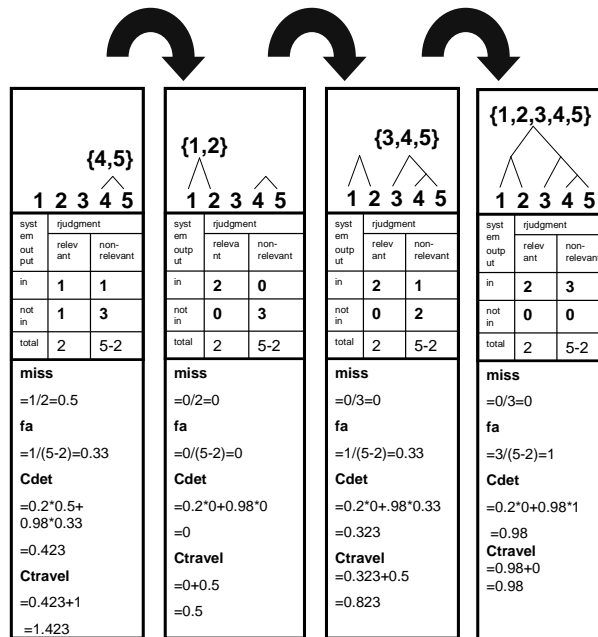 {4,5}
1 2 3 4 5
syst
em
out
put
rjudgment
relev
ant
non-
relevant
in
1
1
not
in
1
3
total
2
5-2
miss
=1/2=0.5
fa
=1/(5-2)=0.33
Cdet
=0.2*0.5+
0.98*0.33
=0.423
Ctravel
=0.423+1
=1.423
{1,2}
1 2 3 4 5
syst
em
outp
ut
rjudgment
releva
nt
non-
relevant
in
2
0
not
in
0
3
total
2
5-2
miss
=0/2=0
fa
=0/(5-2)=0
Cdet
=0.2*0+0.98*0
=0
Ctravel
=0+0.5
=0.5
{3,4,5}
1 2 3 4 5
syst
em
outp
ut
rjudgment
relev
ant
non-
relevant
in
2
1
not
in
0
2
total
2
5-2
miss
=0/3=0
fa
=1/(5-2)=0.33
Cdet
=0.2*0+.98*0.33
=0.323
Ctravel
=0.323+0.5
=0.823
{1,2,3,4,5}
1 2 3 4 5
syst
em
outp
ut
rjudgment
relev
ant
non-
relevant
in
2
3
not
in
0
0
total
2
5-2
miss
=0/3=0
fa
=3/(5-2)=1
Cdet
=0.2*0+0.98*1
=0.98
Ctravel
=0.98+0
=0.98